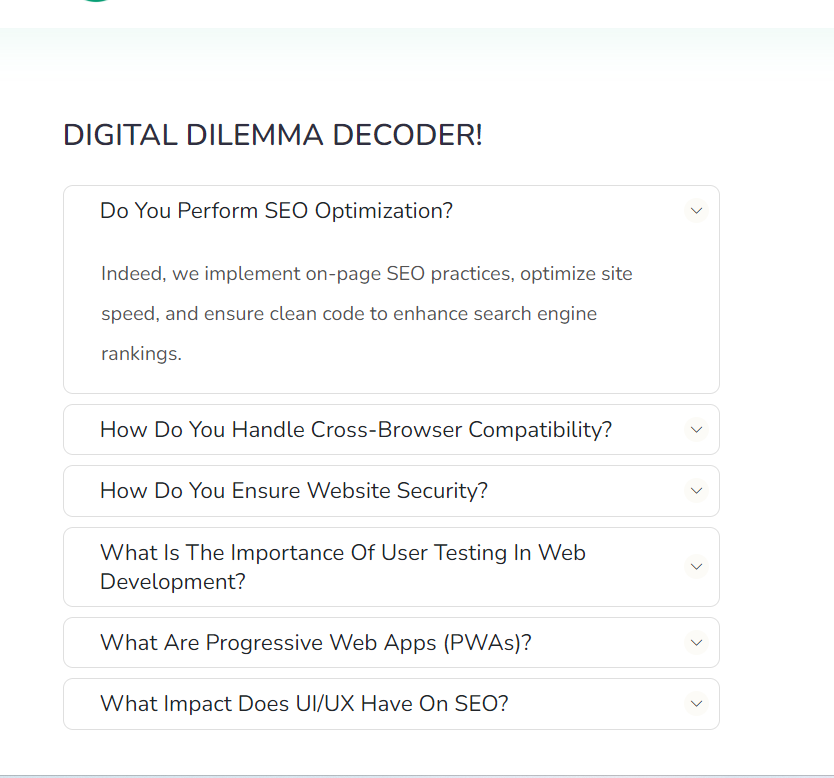 DIGITAL DILEMMA DECODER!
Do You Perform SEO Optimization?
Indeed, we implement on-page SEO practices, optimize site
speed, and ensure clean code to enhance search engine
rankings.
How Do You Handle Cross-Browser Compatibility?
How Do You Ensure Website Security?
What Is The Importance Of User Testing In Web
Development?
What Are Progressive Web Apps (PWAs)?
What Impact Does UI/UX Have On SEO?